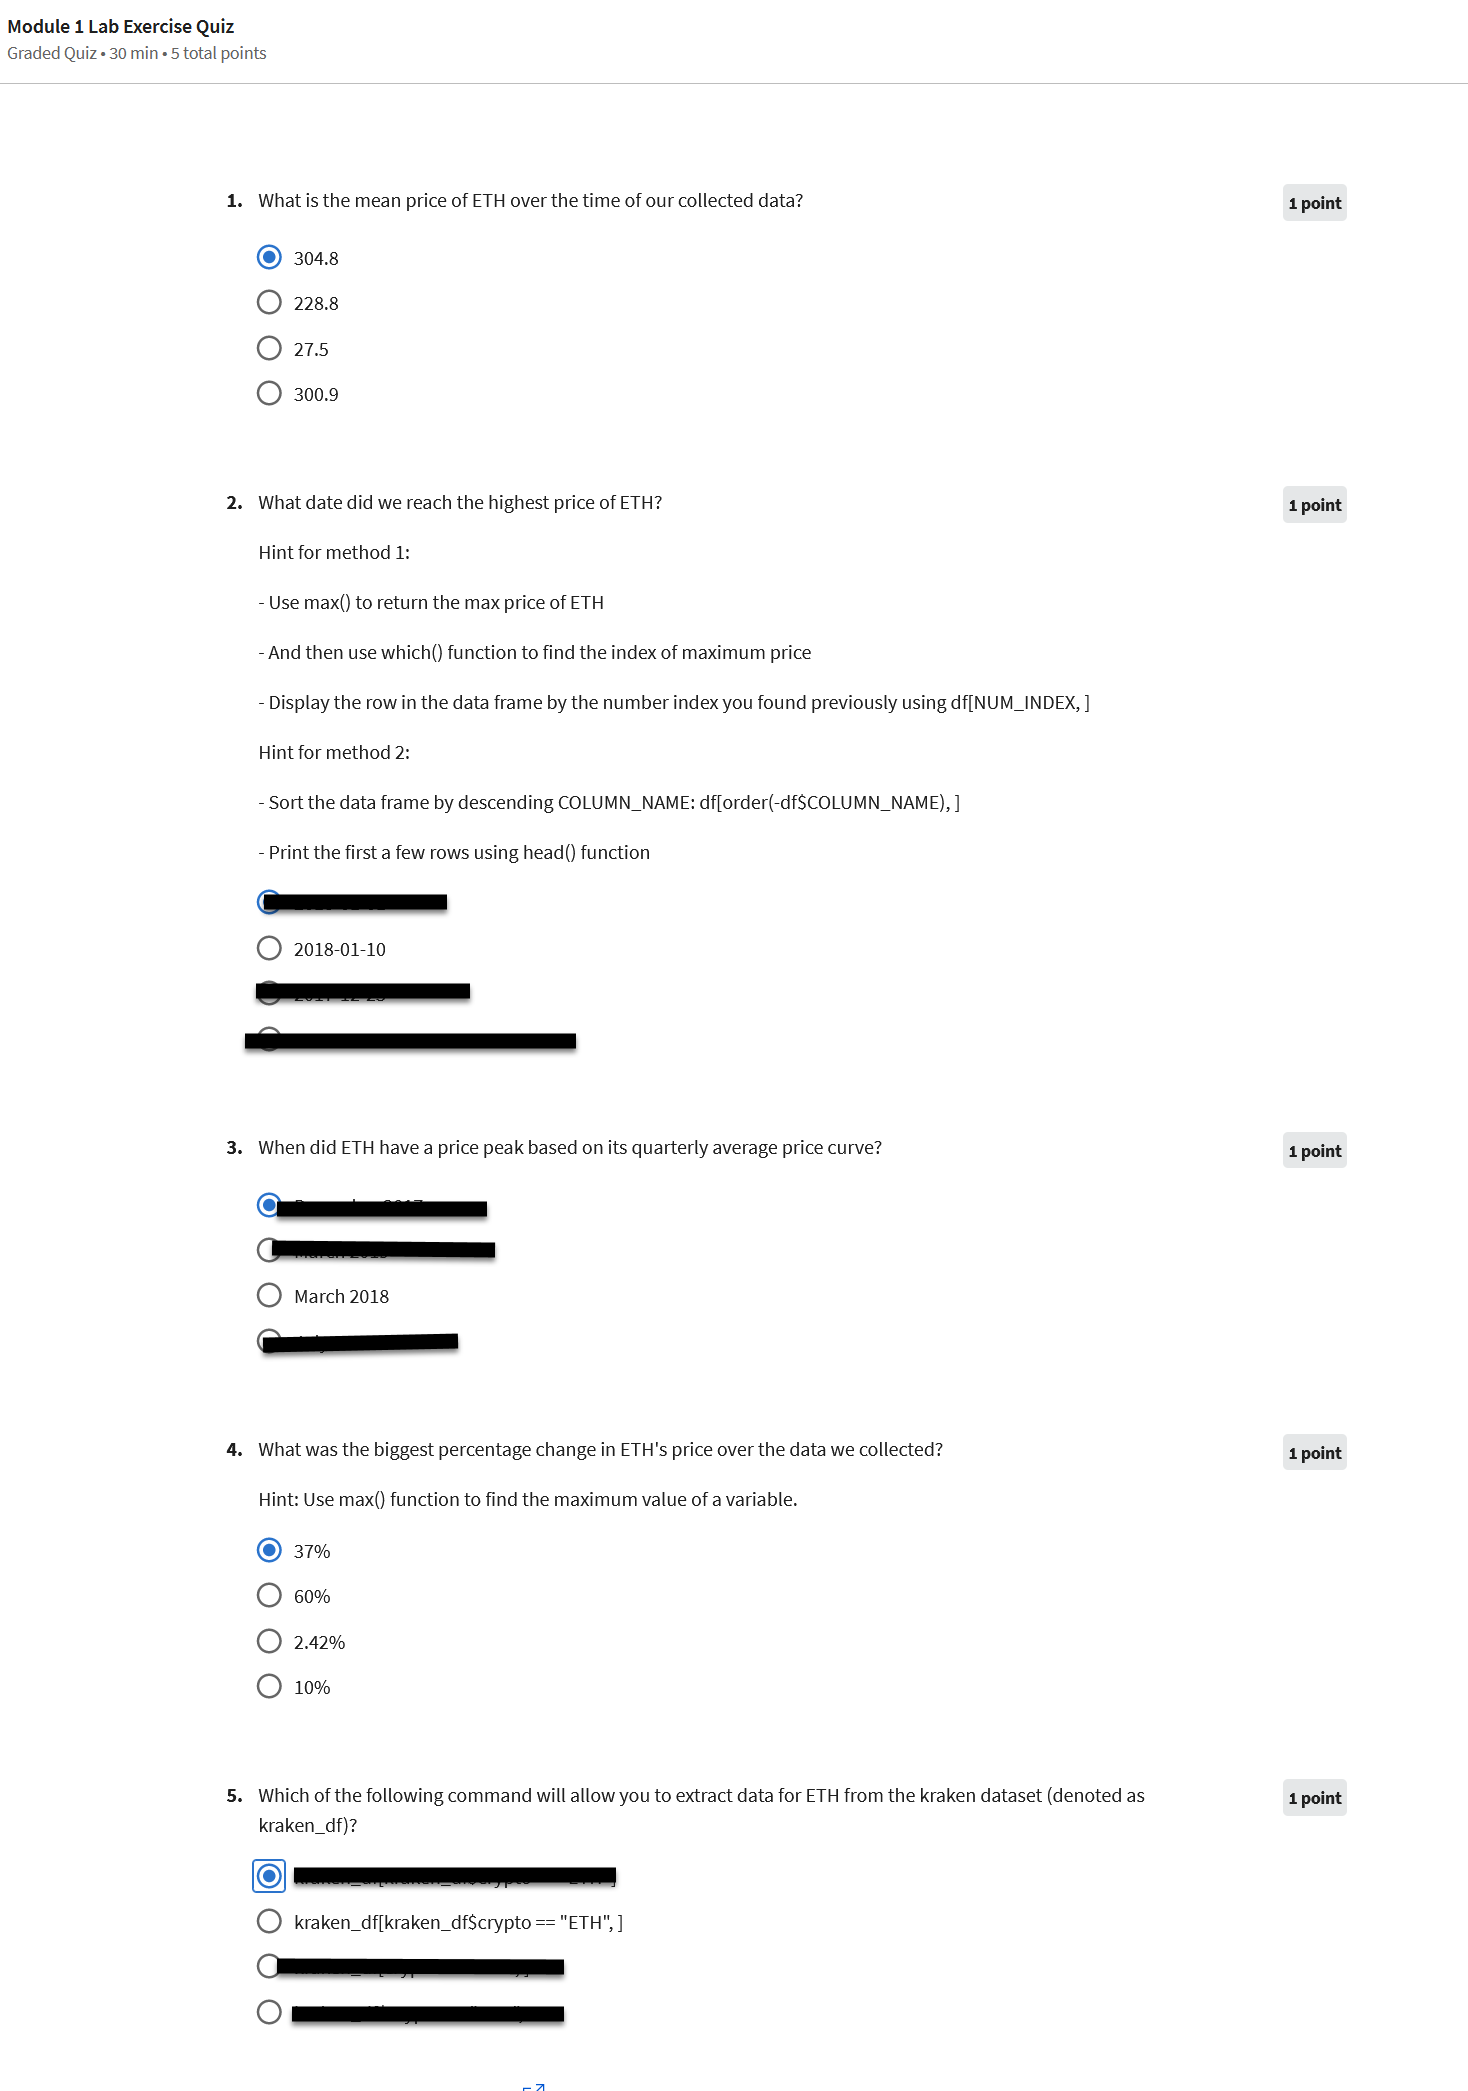 Module 1 Lab Exercise Quiz
Graded Quiz • 30 min • 5 total points
1. What is the mean price of ETH over the time of our collected data?
1 point
304.8
228.8
27.5
300.9
2. What date did we reach the highest price of ETH?
1 point
Hint for method 1:
- Use max() to return the max price of ETH
- And then use which() function to find the index of maximum price
- Display the row in the data frame by the number index you found previously using df[NUM_INDEX, ]
Hint for method 2:
- Sort the data frame by descending COLUMN_NAME: df[order(-df$COLUMN_NAME), ]
- Print the first a few rows using head() function
2018-01-10
3. When did ETH have a price peak based on its quarterly average price curve?
1 point
March 2018
4. What was the biggest percentage change in ETH's price over the data we collected?
1 point
Hint: Use max() function to find the maximum value of a variable.
37%
60%
2.42%
10%
5. Which of the following command will allow you to extract data for ETH from the kraken dataset (denoted as
kraken_df)?
1 point
kraken_df[kraken_df$crypto == "ETH", ]